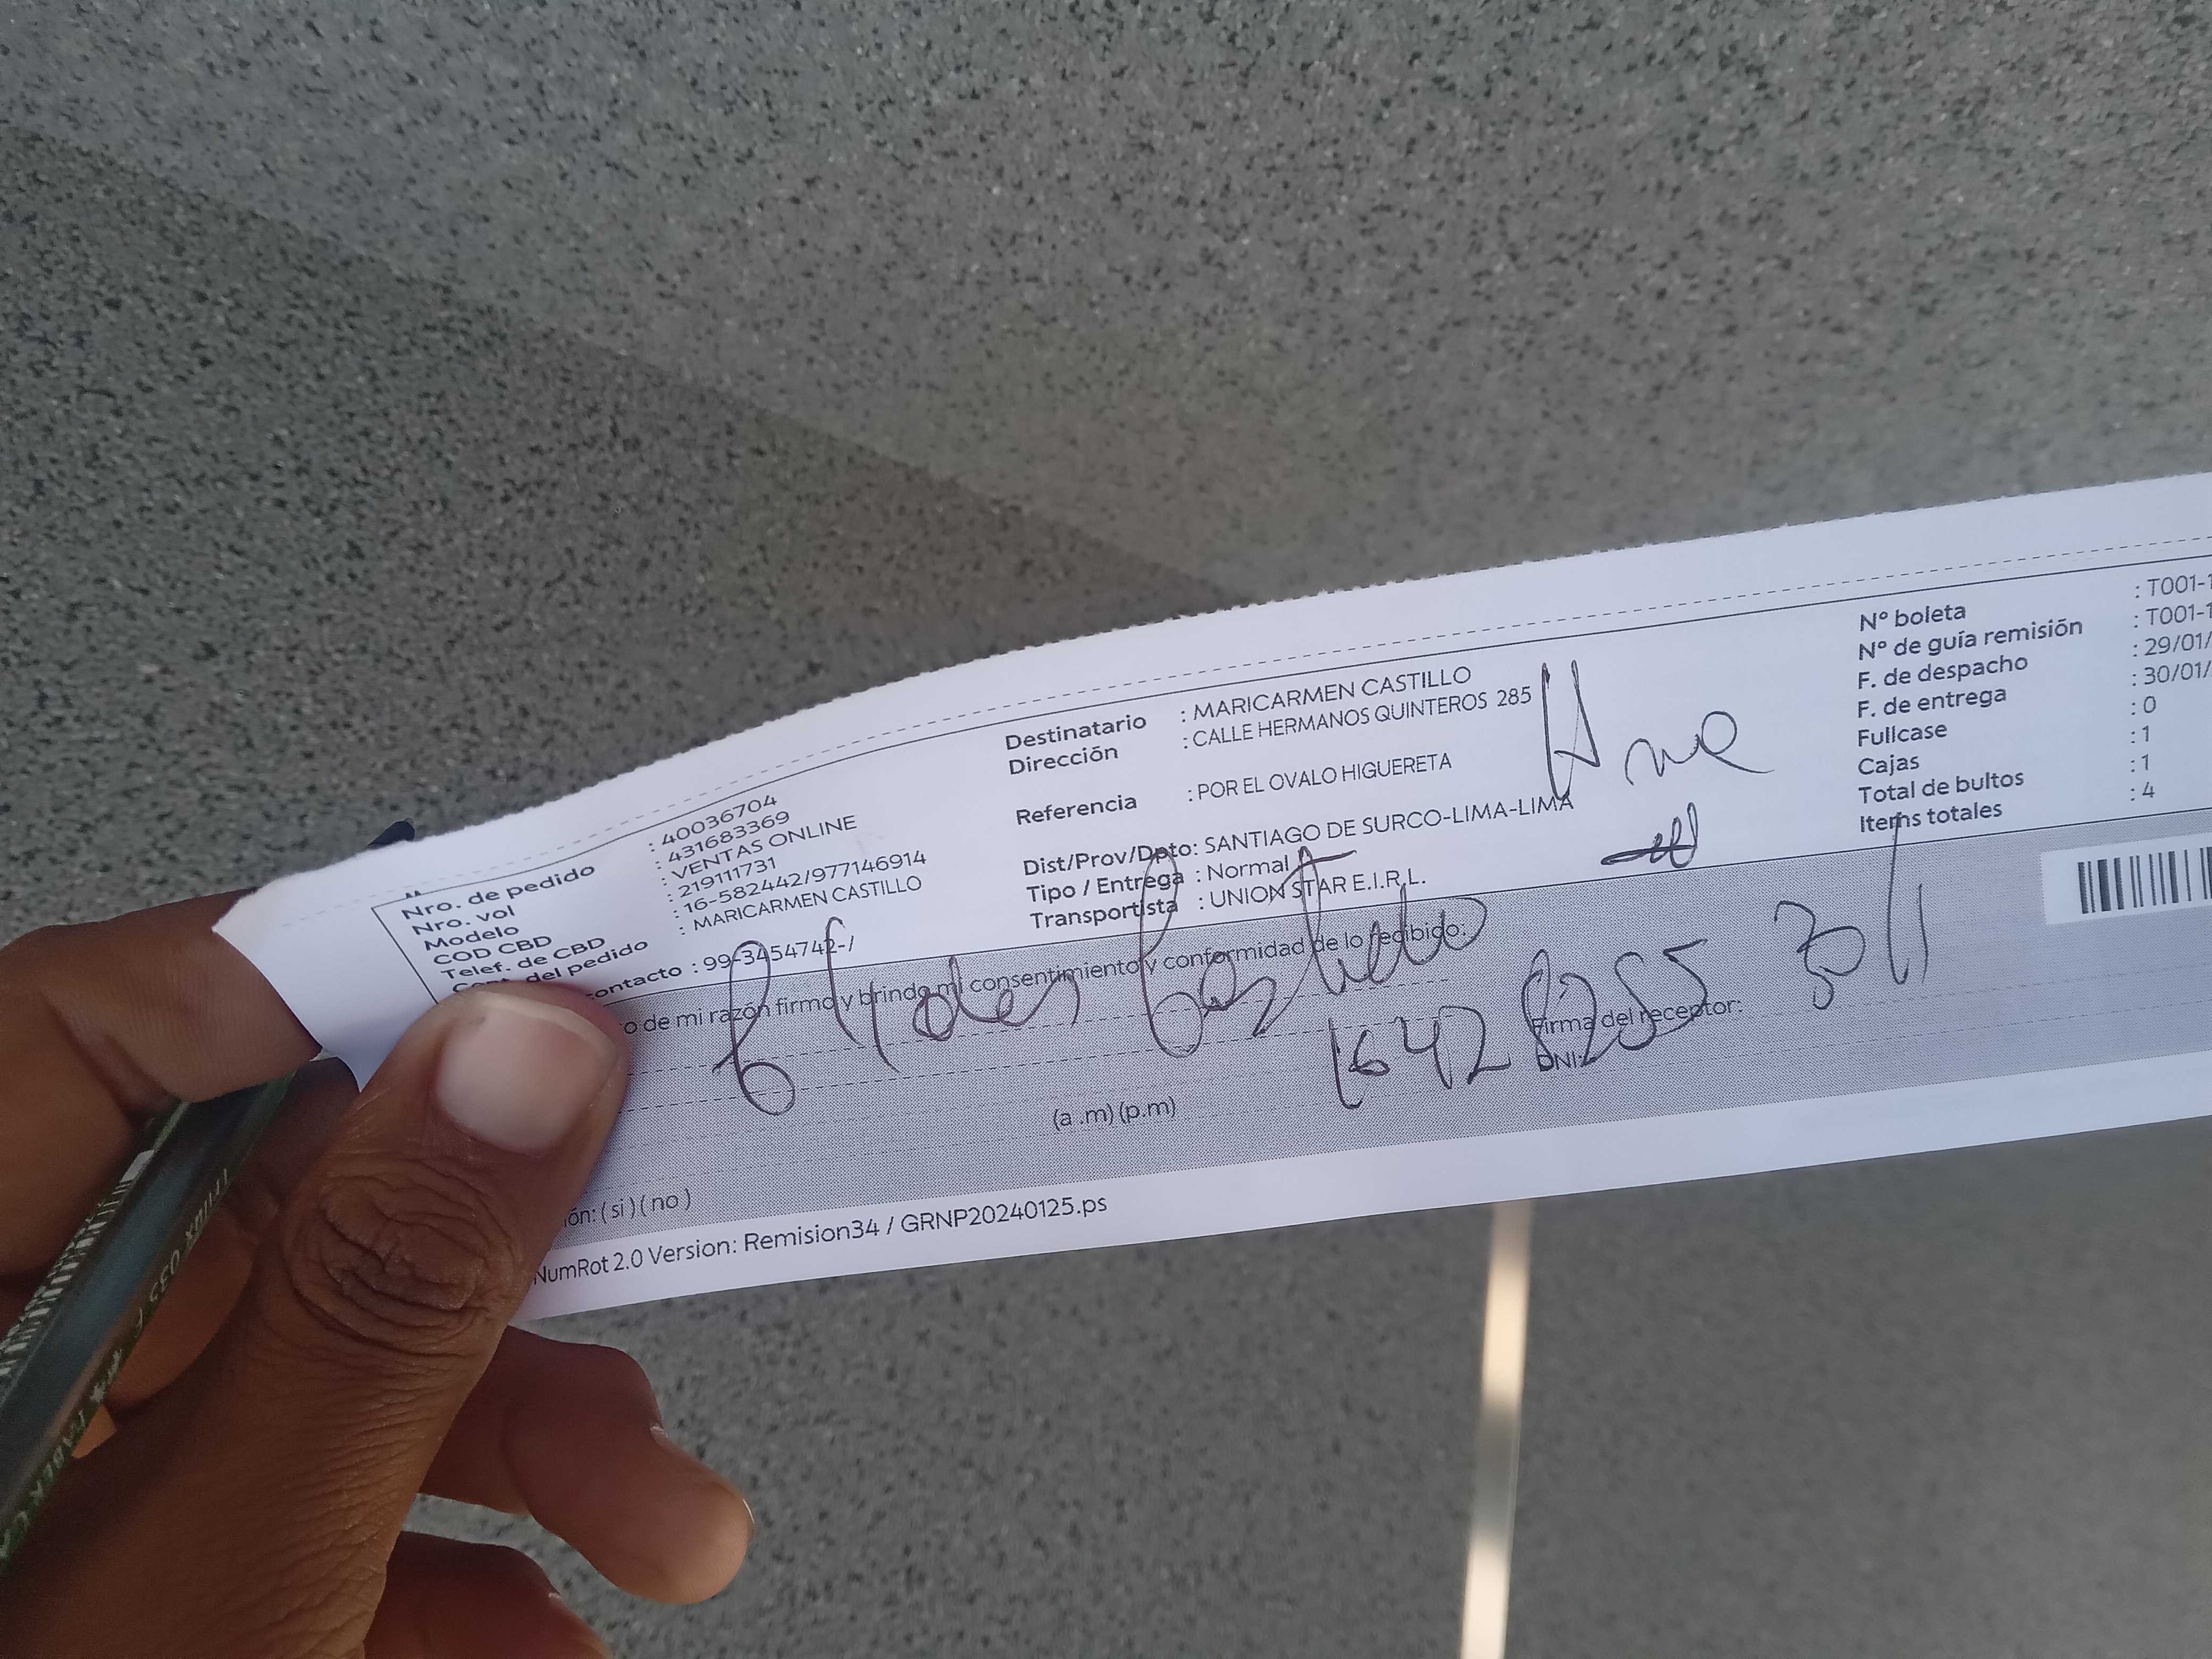 Nro. de pedido : 40036704
Nro. vol : 431683369
Modelo : VENTAS ONLINE
COD CBD : 219111731
Telef. de CBD : 16-582442/977146914
del pedido : MARICARMEN CASTILLO
contacto : 99-3454742-/
Destinatario : MARICARMEN CASTILLO
Dirección : CALLE HERMANOS QUINTEROS 285
Referencia : POR EL OVALO HIGUERETA
Dist/Prov/Dpto: SANTIAGO DE SURCO-LIMA-LIMA
Tipo / Entrega : Normal
Transportista : UNION STAR E.I.R.L.
Nº boleta : T001-1
Nº de guía remisión : T001-1
F. de despacho : 29/01/
F. de entrega : 30/01/
Fullcase : 0
Cajas : 1
Total de bultos : 1
Items totales : 4
o de mi razón firmo y brindo mi consentimiento y conformidad de lo recibido:
Castillo
16428255
30/1
Firma del receptor:
DNI:
(a .m) (p.m)
ión: ( si ) ( no )
NumRot 2.0 Version: Remision34 / GRNP20240125.ps